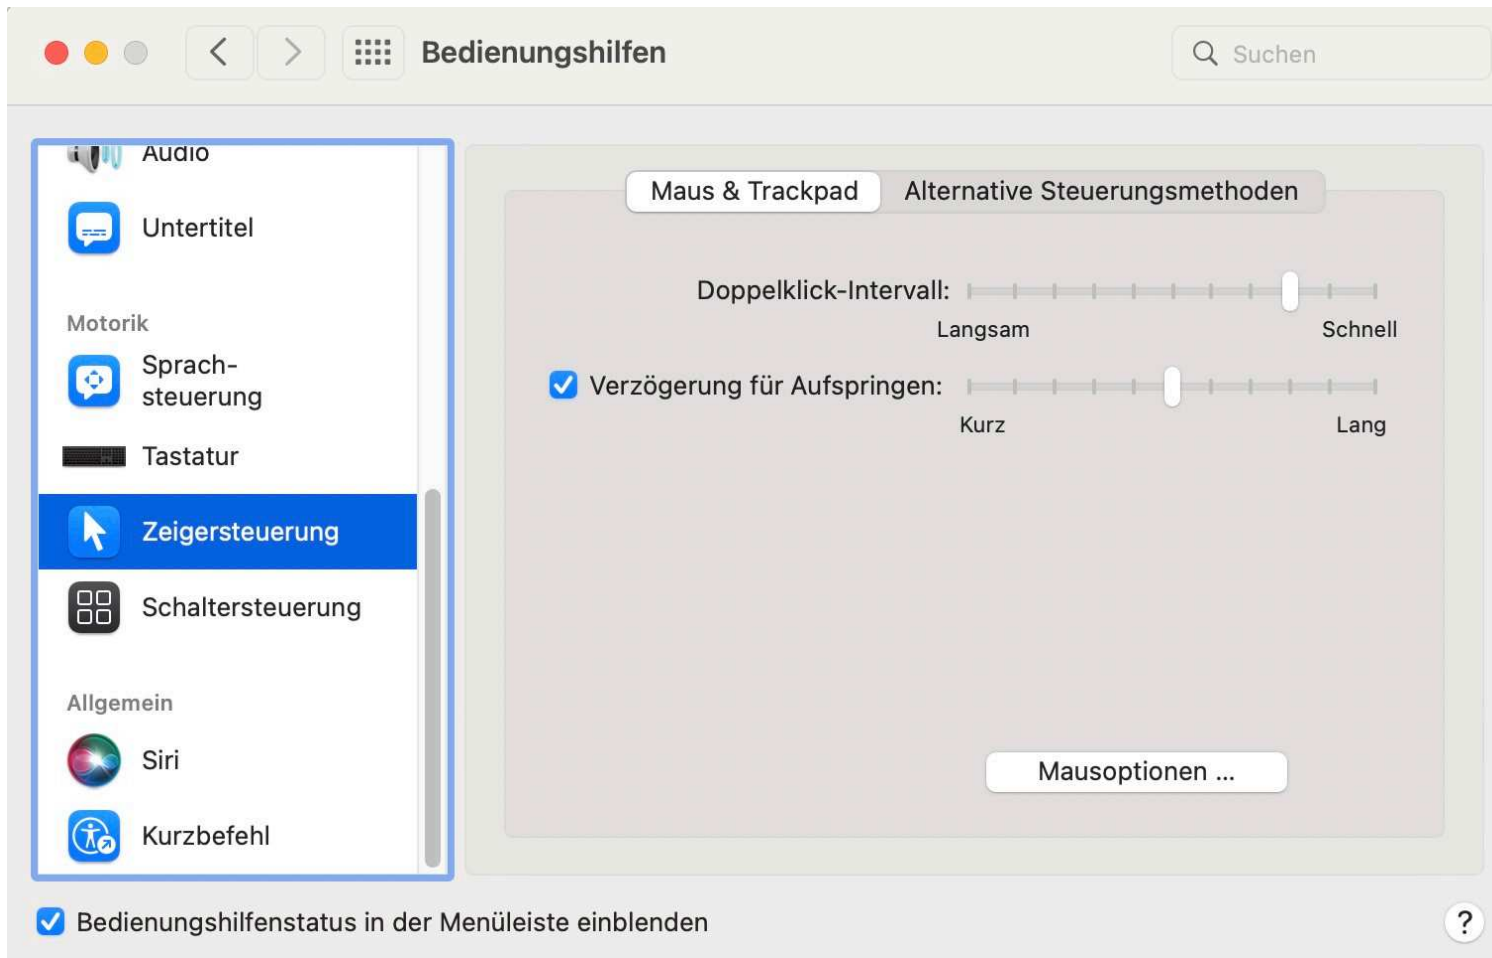 Bedienungshilfen
Suchen
Audio
Untertitel
Motorik
Sprach-
steuerung
Tastatur
Zeigersteuerung
Schaltersteuerung
Allgemein
Siri
Kurzbefehl
Maus & Trackpad
Alternative Steuerungsmethoden
Doppelklick-Intervall:
Langsam
Schnell
Verzögerung für Aufspringen:
Kurz
Lang
Mausoptionen ...
Bedienungshilfenstatus in der Menüleiste einblenden
?